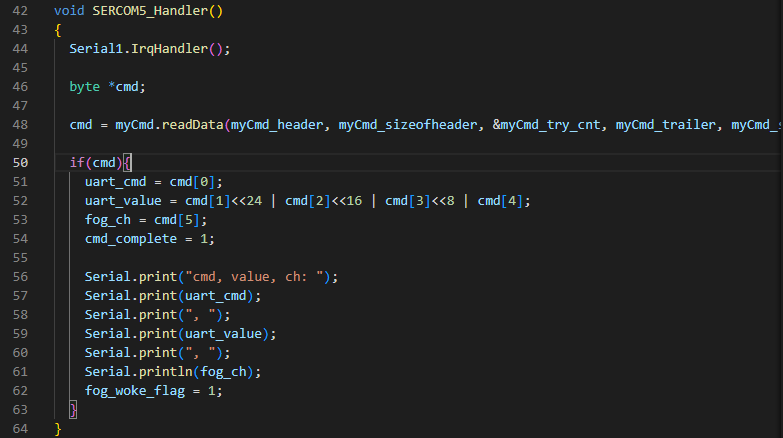 42 void SERCOM5_Handler()
43 {
44 Serial1.IrqHandler();
45
46 byte *cmd;
47
48 cmd = myCmd.readData(myCmd_header, myCmd_sizeofheader, &myCmd_try_cnt, myCmd_trailer, myCmd_
49
50 if(cmd){
51 uart_cmd = cmd[0];
52 uart_value = cmd[1]<<24 | cmd[2]<<16 | cmd[3]<<8 | cmd[4];
53 fog_ch = cmd[5];
54 cmd_complete = 1;
55
56 Serial.print("cmd, value, ch: ");
57 Serial.print(uart_cmd);
58 Serial.print(", ");
59 Serial.print(uart_value);
60 Serial.print(", ");
61 Serial.println(fog_ch);
62 fog_woke_flag = 1;
63 }
64 }